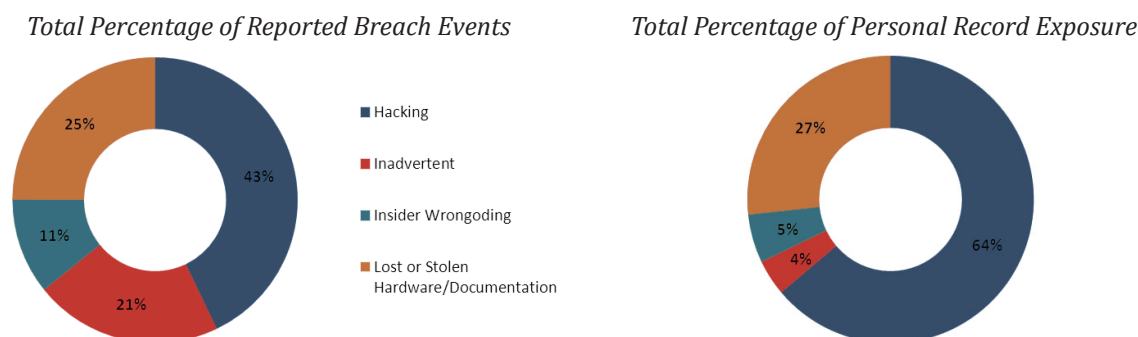 Total Percentage of Reported Breach Events
25%
43%
11%
21%
Hacking
Inadvertent
Insider Wrongoding
Lost or Stolen
Hardware/Documentation
Total Percentage of Personal Record Exposure
27%
5%
4%
64%